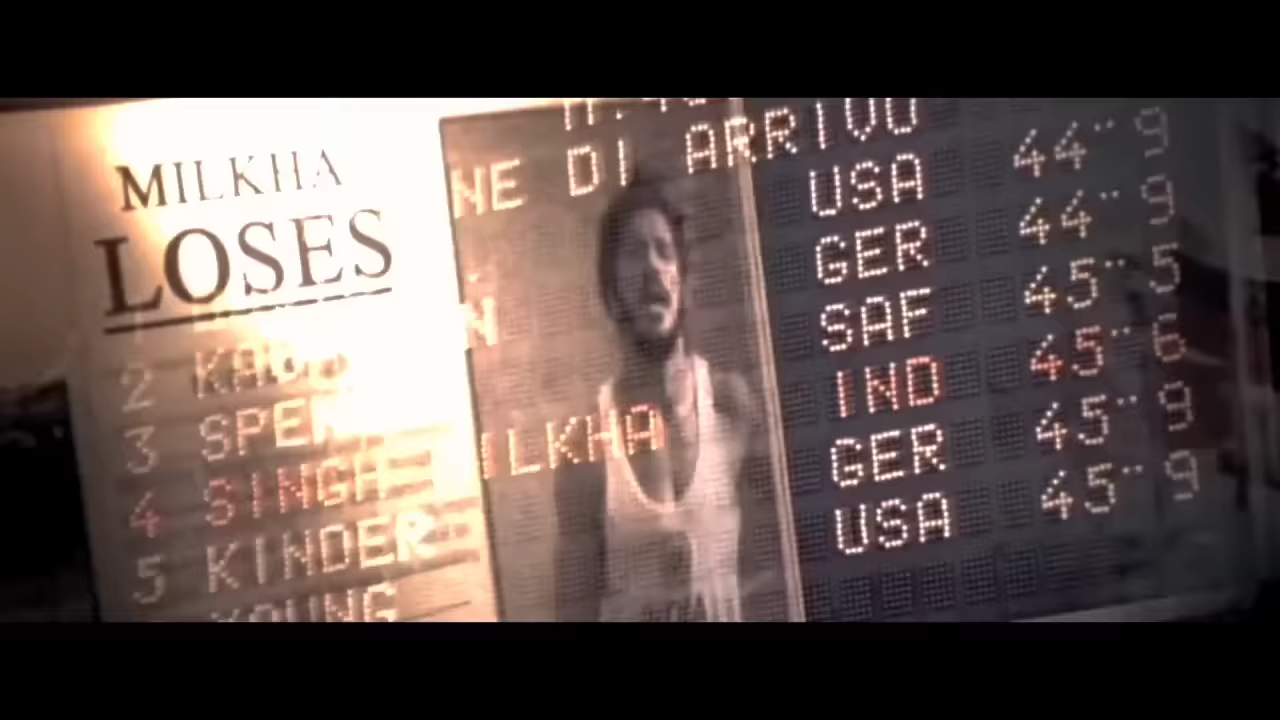 MILKHA
LOSES
NE DI ARRIVO
USA 44" 9
2 GER 44" 9
3 SPE SAF 45" 5
4 SINGH ILKHA IND 45" 6
5 KINDER GER 45" 9
YOUNG USA 45" 9